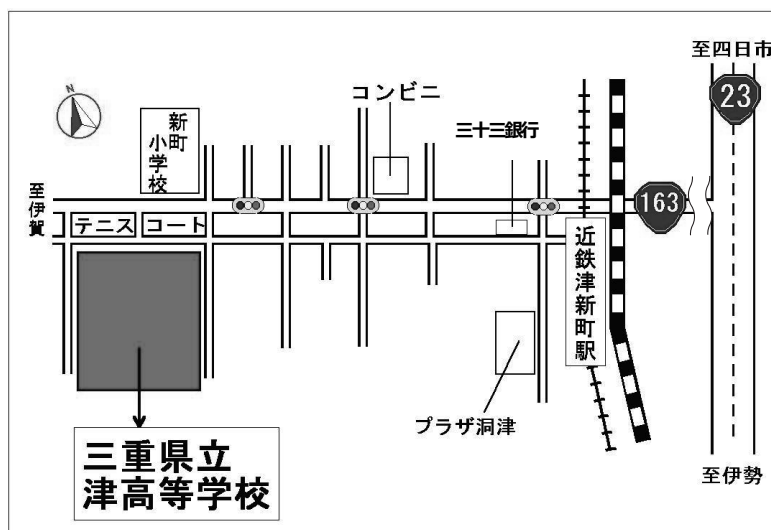 至四日市
N
23
コンビニ
新町
小学校
三十三銀行
至伊賀
163
テニス コート
近鉄津新町駅
プラザ洞津
三重県立
津高等学校
至伊勢